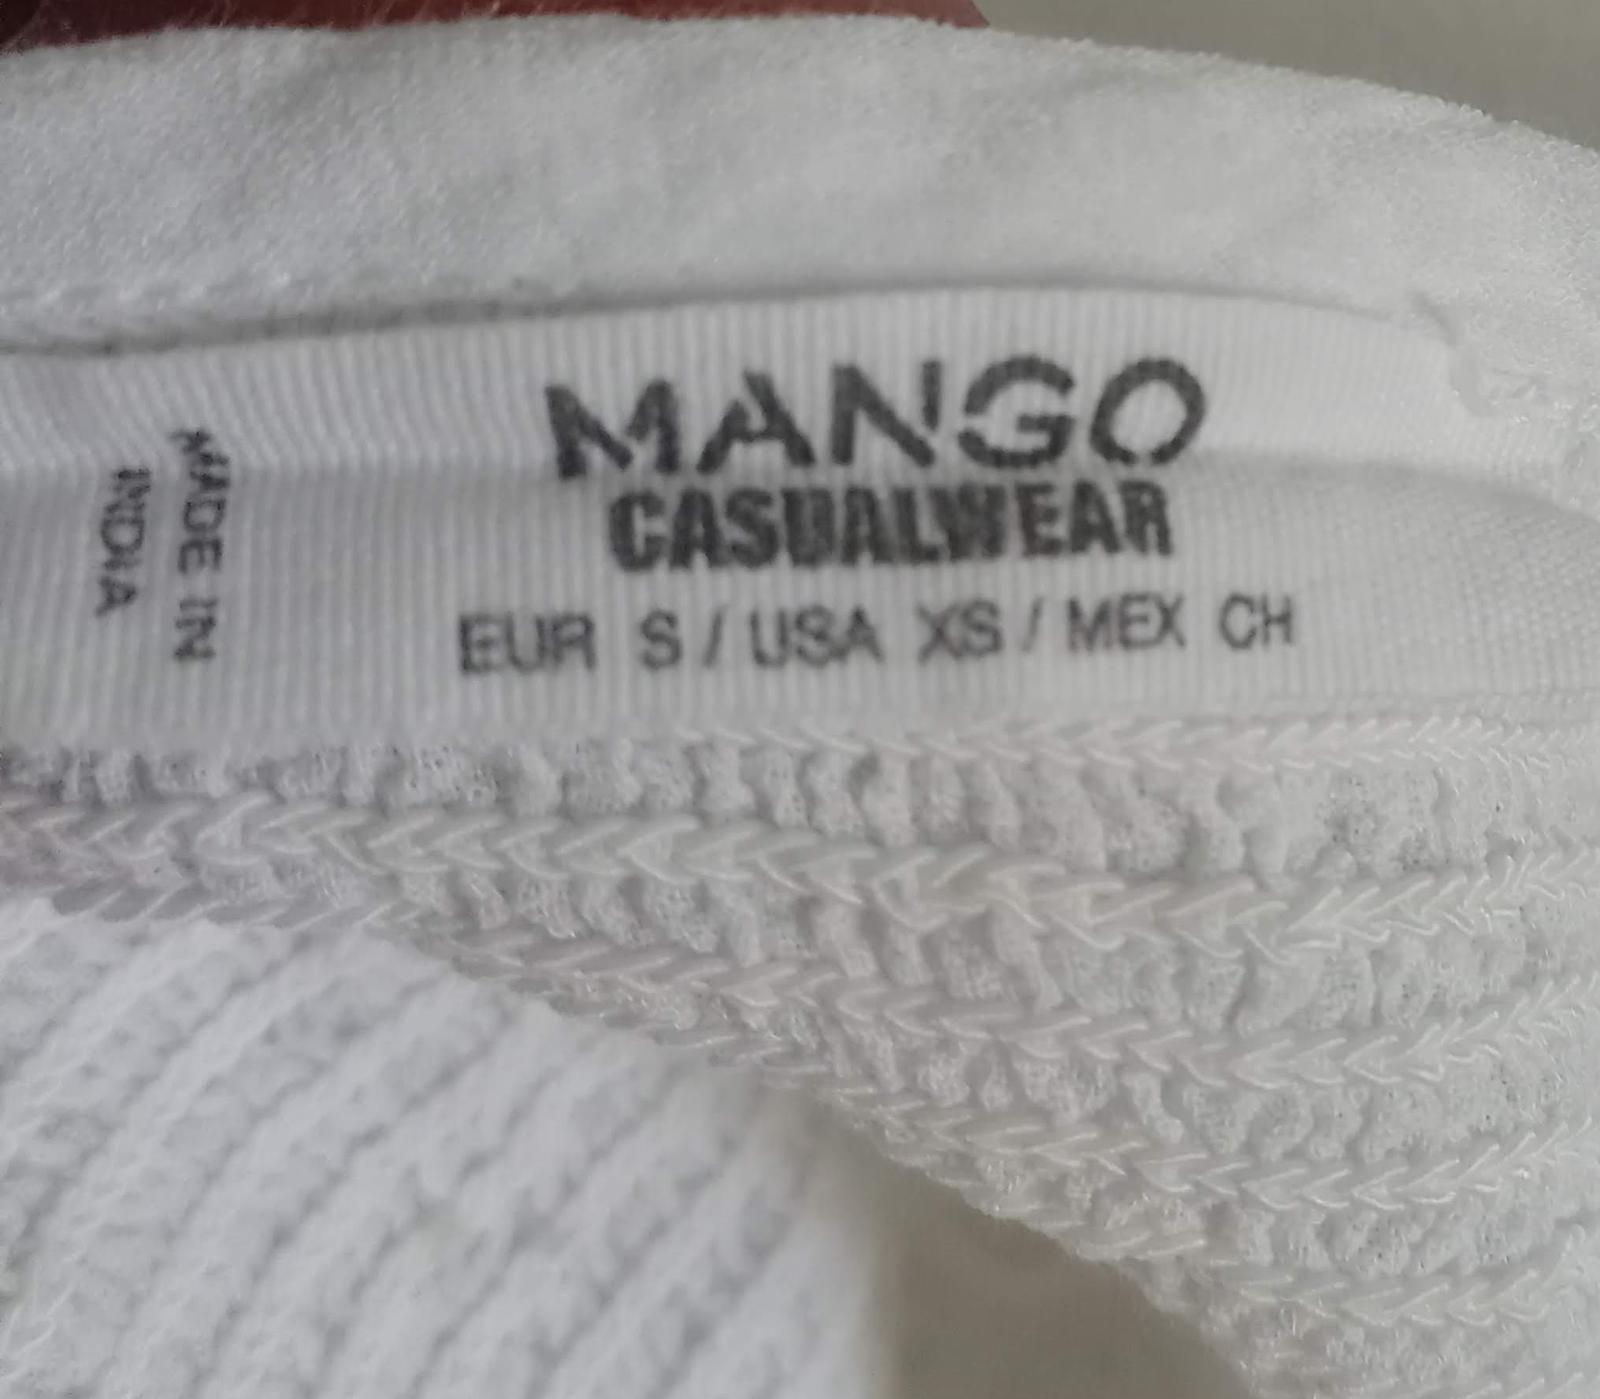 MANGO
CASUALWEAR
EUR S / USA XS / MEX CH
MADE IN
INDIA